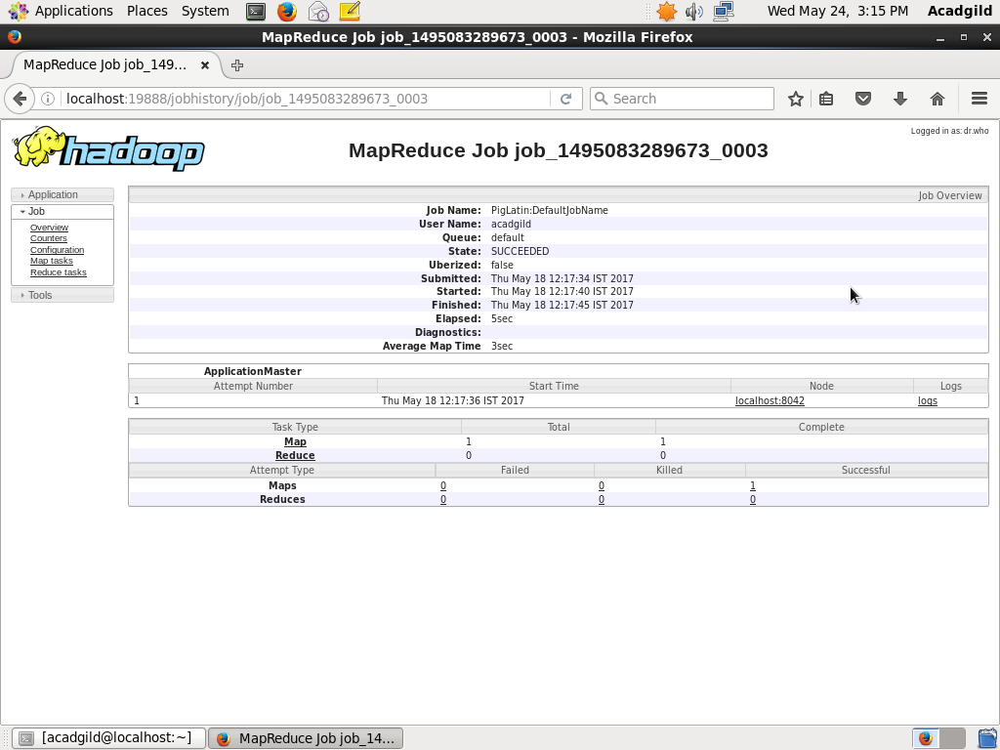 Applications Places System Wed May 24, 3:15 PM Acadgild
MapReduce Job job_1495083289673_0003 - Mozilla Firefox
MapReduce Job job_149...
localhost:19888/jobhistory/job/job_1495083289673_0003 Search
Logged in as: dr.who
hadoop
MapReduce Job job_1495083289673_0003
Application
Job
Overview
Counters
Configuration
Map tasks
Reduce tasks
Tools
Job Overview
Job Name: PigLatin:DefaultJobName
User Name: acadgild
Queue: default
State: SUCCEEDED
Uberized: false
Submitted: Thu May 18 12:17:34 IST 2017
Started: Thu May 18 12:17:40 IST 2017
Finished: Thu May 18 12:17:45 IST 2017
Elapsed: 5sec
Diagnostics:
Average Map Time 3sec
ApplicationMaster
Attempt Number Start Time Node Logs
1 Thu May 18 12:17:36 IST 2017 localhost:8042 logs
Task Type Total Complete
Map 1 1
Reduce 0 0
Attempt Type Failed Killed Successful
Maps 0 0 1
Reduces 0 0 0
[acadgild@localhost:~] MapReduce Job job_14...